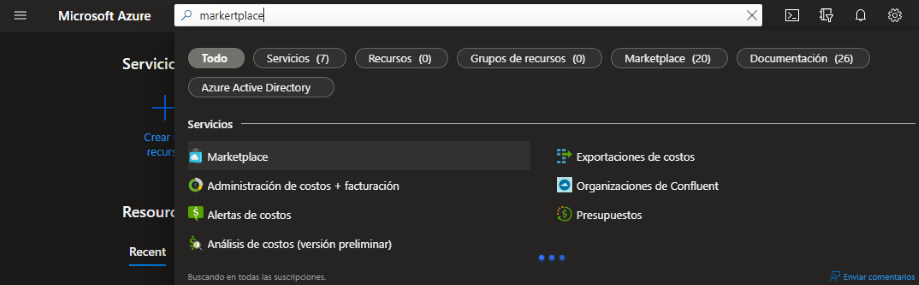 Microsoft Azure
markertplace
Servicio
Crear
recurs
Resourc
Recent
Todo
Servicios (7)
Recursos (0)
Grupos de recursos (0)
Marketplace (20)
Documentación (26)
Azure Active Directory
Servicios
Marketplace
Exportaciones de costos
Administración de costos + facturación
Organizaciones de Confluent
Alertas de costos
Presupuestos
Análisis de costos (versión preliminar)
Buscando en todas las suscripciones.
Enviar comentarios